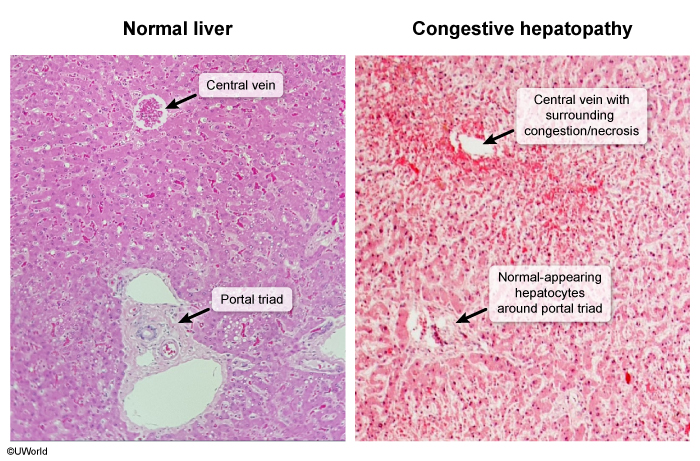 Normal liver
Congestive hepatopathy
Central vein
Central vein with
surrounding
congestion/necrosis
Portal triad
Normal-appearing
hepatocytes
around portal triad
©UWorld